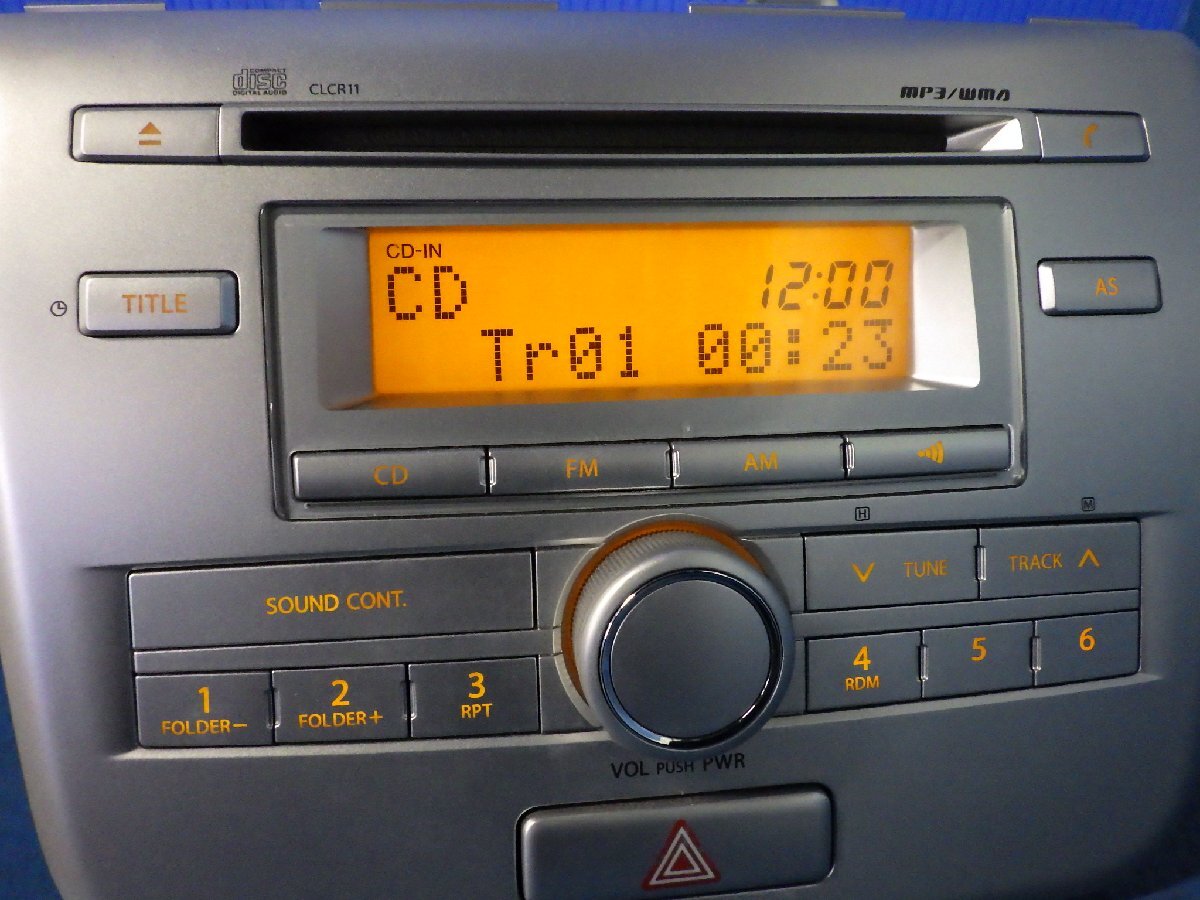 COMPACT
disc
DIGITAL AUDIO
CLCR11
MP3/WMA
TITLE
AS
CD-IN
CD
12:00
Tr01 00:23
CD
FM
AM
H
M
SOUND CONT.
TUNE
TRACK
1
FOLDER−
2
FOLDER+
3
RPT
4
RDM
5
6
VOL PUSH PWR